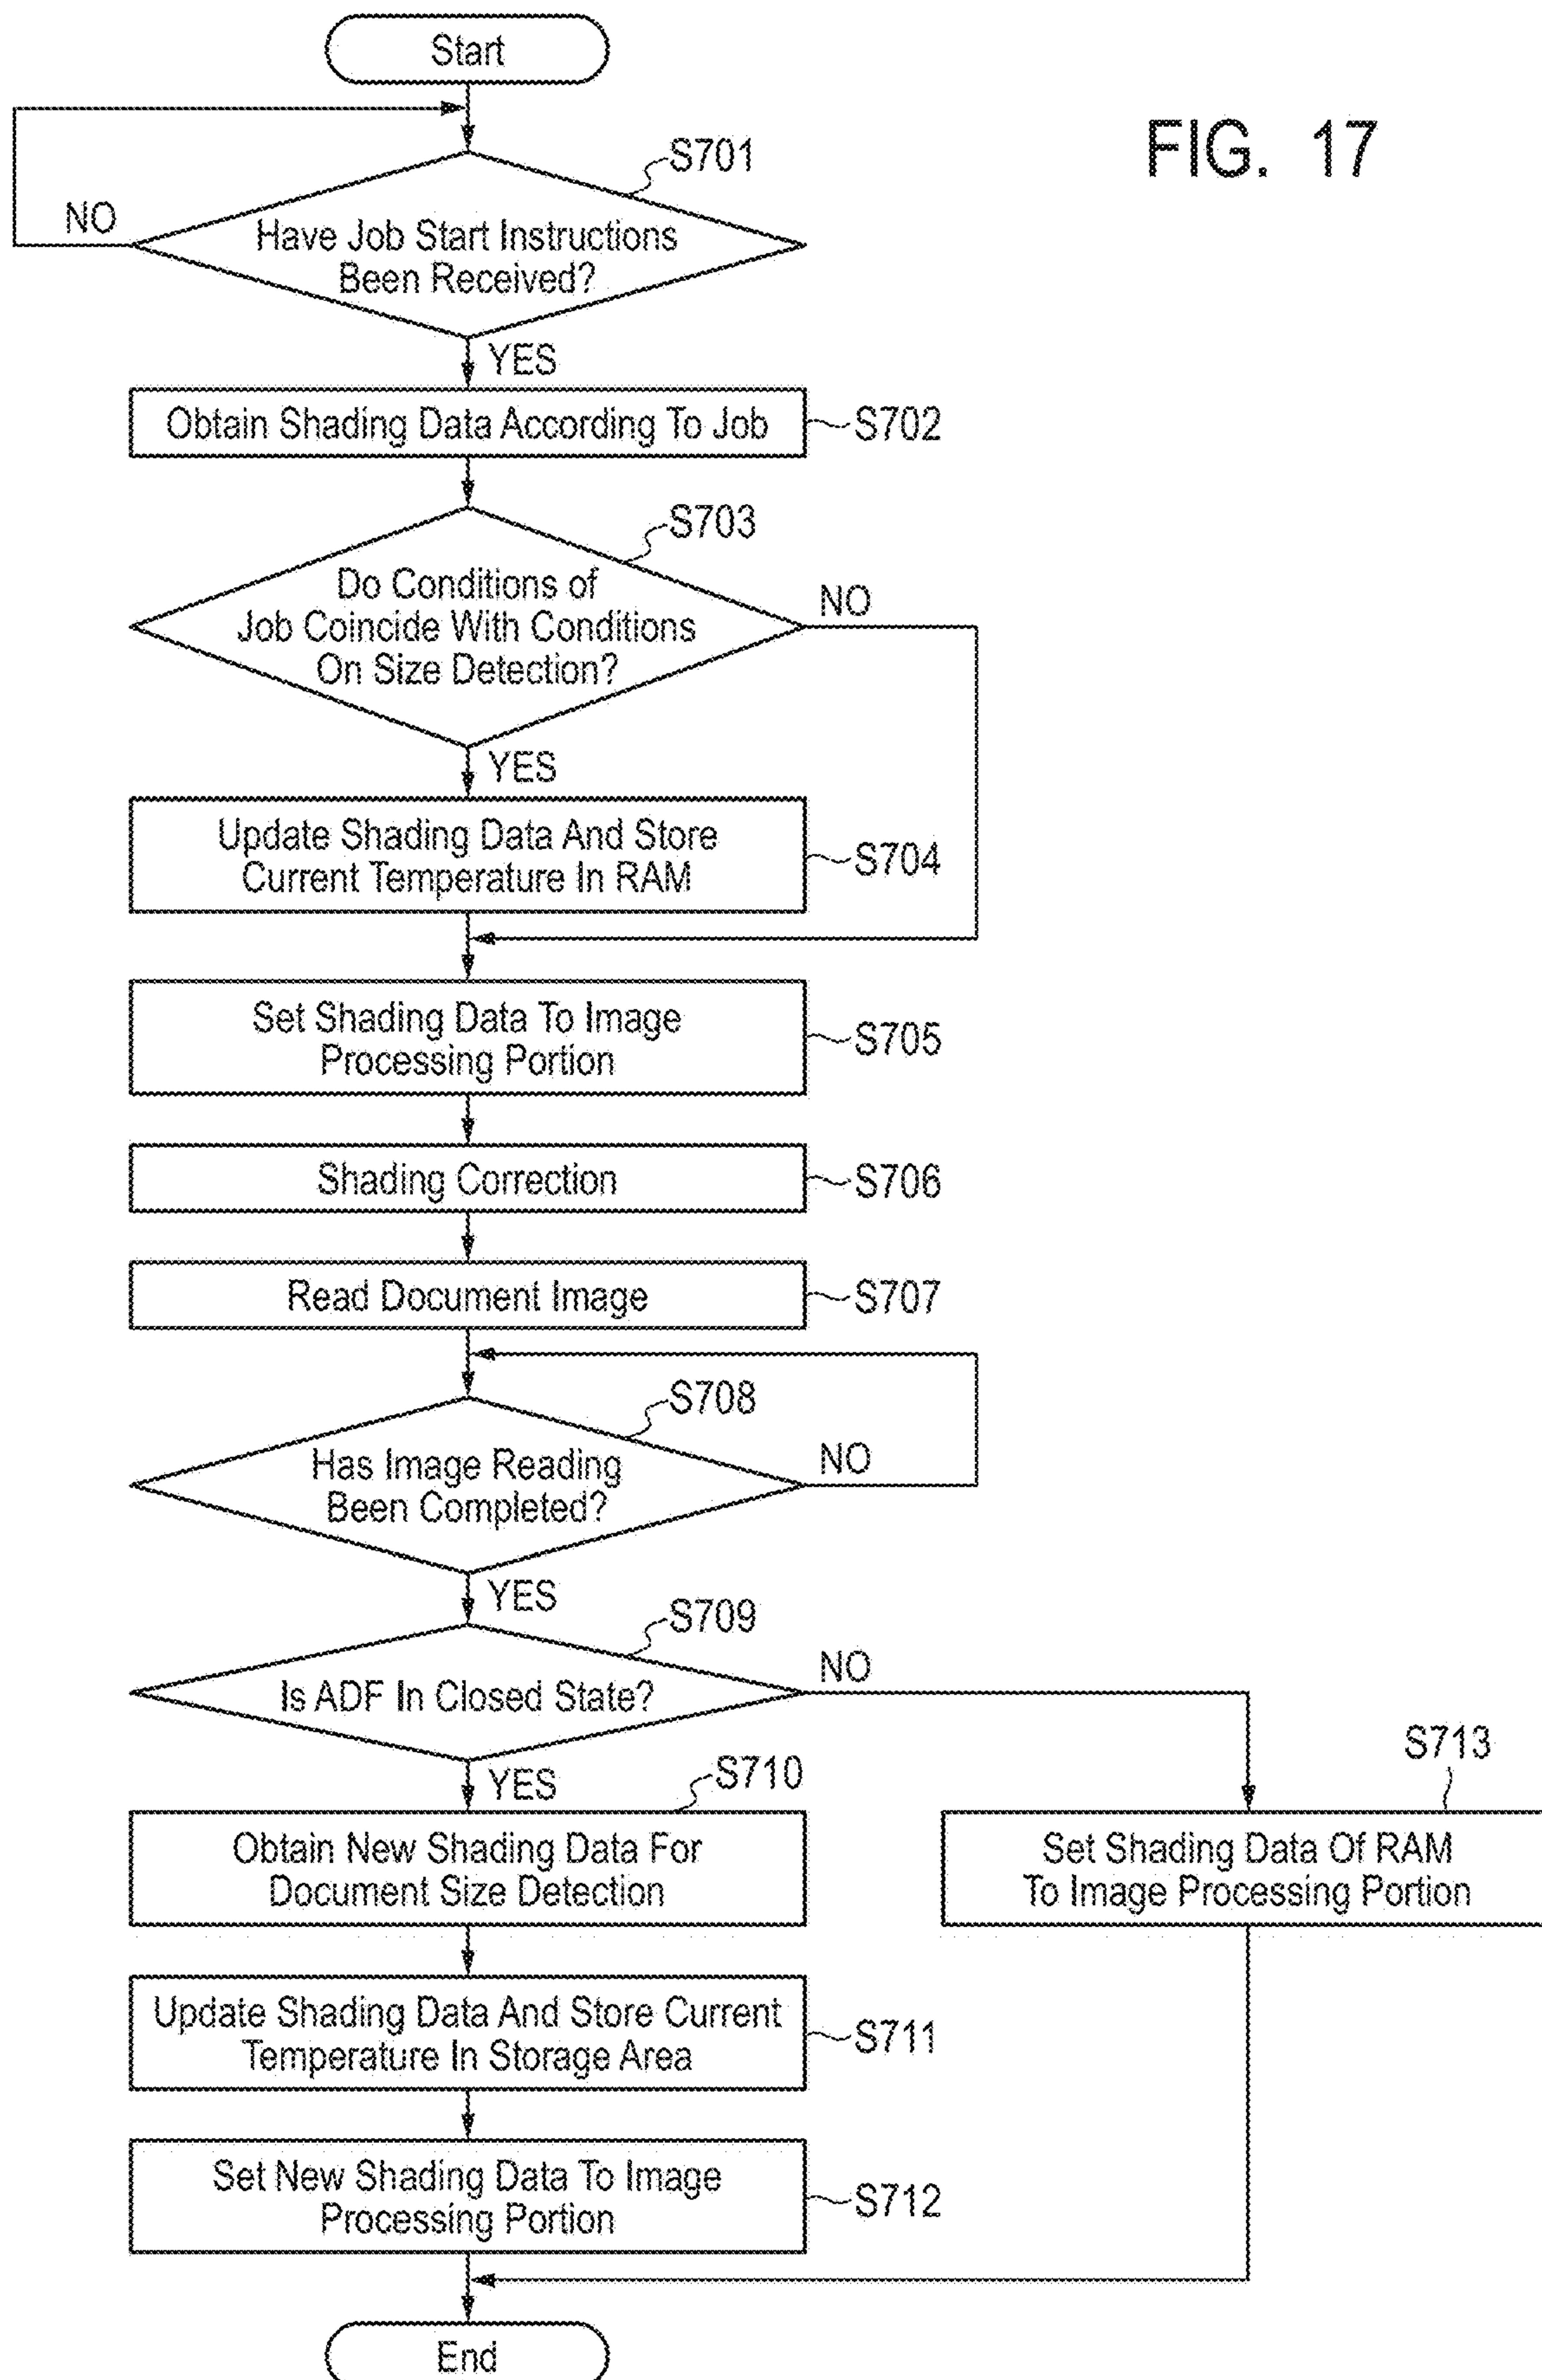 Start
FIG. 17
S701
NO
Have Job Start Instructions
Been Received?
YES
Obtain Shading Data According To Job
S702
S703
Do Conditions of
Job Coincide With Conditions
On Size Detection?
NO
YES
Update Shading Data And Store
Current Temperature In RAM
S704
Set Shading Data To Image
Processing Portion
S705
Shading Correction
S706
Read Document Image
S707
S708
Has Image Reading
Been Completed?
NO
YES
S709
Is ADF In Closed State?
NO
YES
S710
S713
Obtain New Shading Data For
Document Size Detection
Set Shading Data Of RAM
To Image Processing Portion
Update Shading Data And Store Current
Temperature In Storage Area
S711
Set New Shading Data To Image
Processing Portion
S712
End